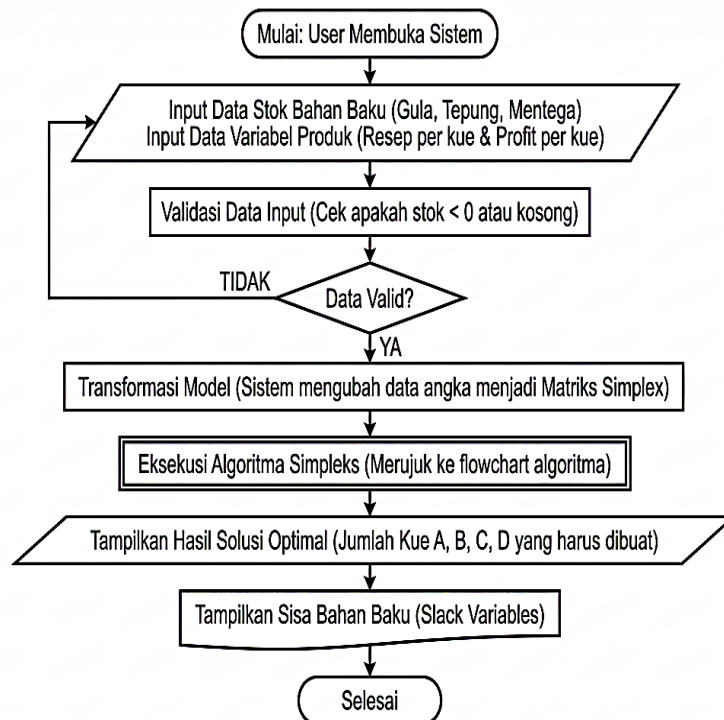 Mulai: User Membuka Sistem
Input Data Stok Bahan Baku (Gula, Tepung, Mentega)
Input Data Variabel Produk (Resep per kue & Profit per kue)
Validasi Data Input (Cek apakah stok < 0 atau kosong)
TIDAK
Data Valid?
YA
Transformasi Model (Sistem mengubah data angka menjadi Matriks Simplex)
Eksekusi Algoritma Simpleks (Merujuk ke flowchart algoritma)
Tampilkan Hasil Solusi Optimal (Jumlah Kue A, B, C, D yang harus dibuat)
Tampilkan Sisa Bahan Baku (Slack Variables)
Selesai